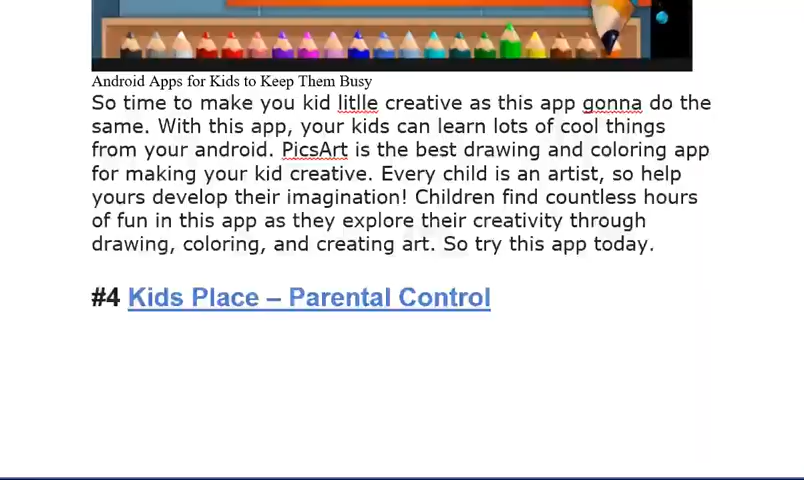 Android Apps for Kids to Keep Them Busy
So time to make you kid litlle creative as this app gonna do the
same. With this app, your kids can learn lots of cool things
from your android. PicsArt is the best drawing and coloring app
for making your kid creative. Every child is an artist, so help
yours develop their imagination! Children find countless hours
of fun in this app as they explore their creativity through
drawing, coloring, and creating art. So try this app today.
#4 Kids Place – Parental Control